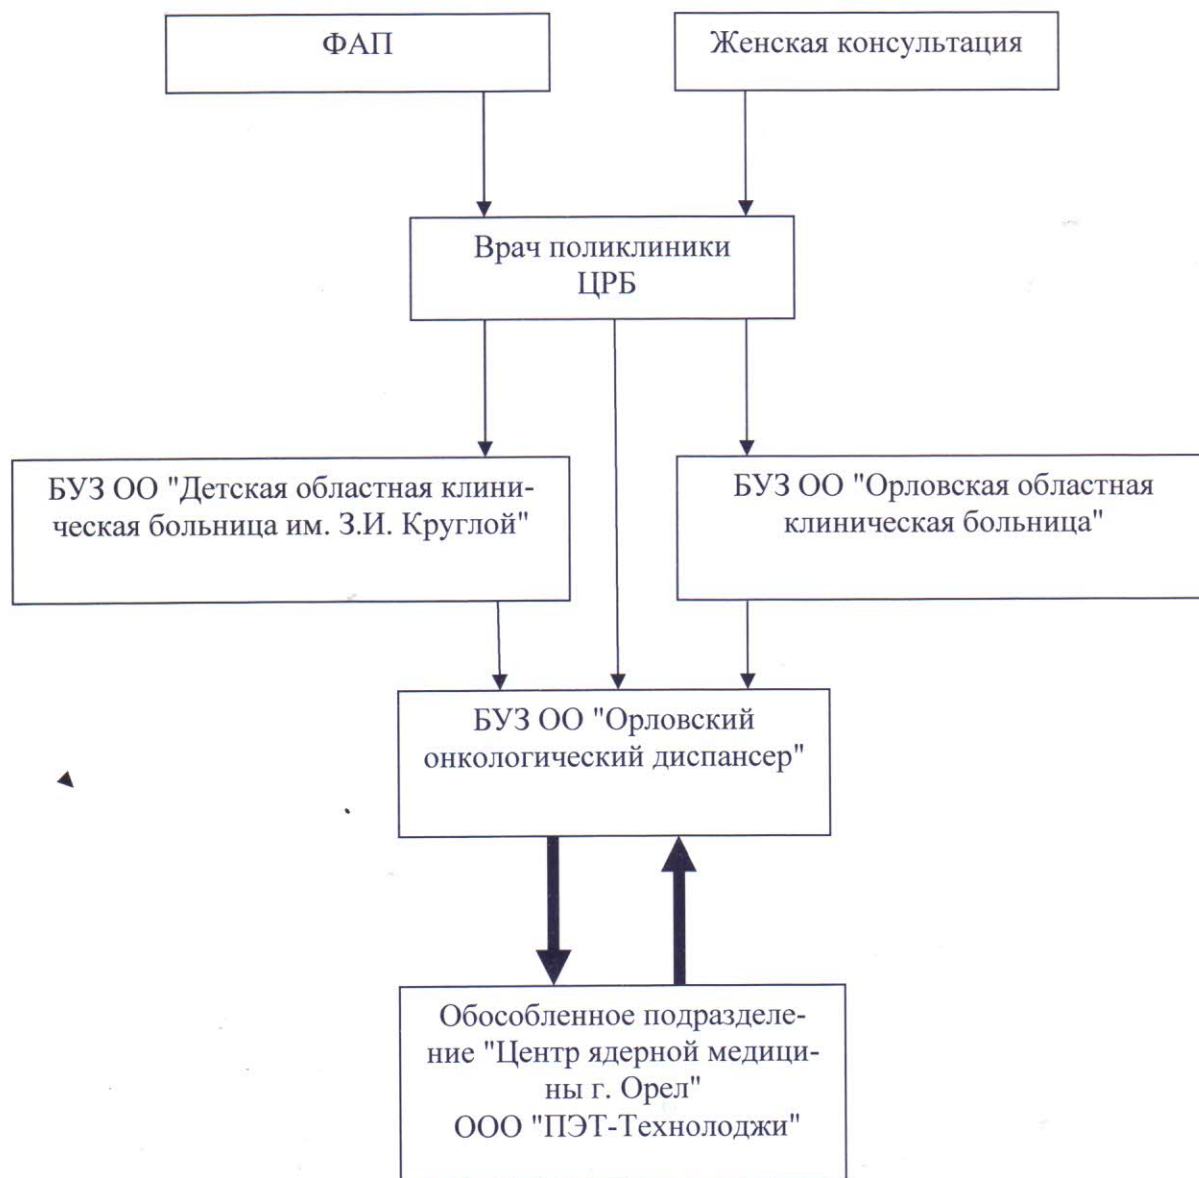 ФАП
Женская консультация
Врач поликлиники
ЦРБ
БУЗ ОО "Детская областная клини-
ческая больница им. З.И. Круглой"
БУЗ ОО "Орловская областная
клиническая больница"
БУЗ ОО "Орловский
онкологический диспансер"
Обособленное подразделе-
ние "Центр ядерной медици-
ны г. Орел"
ООО "ПЭТ-Технолоджи"